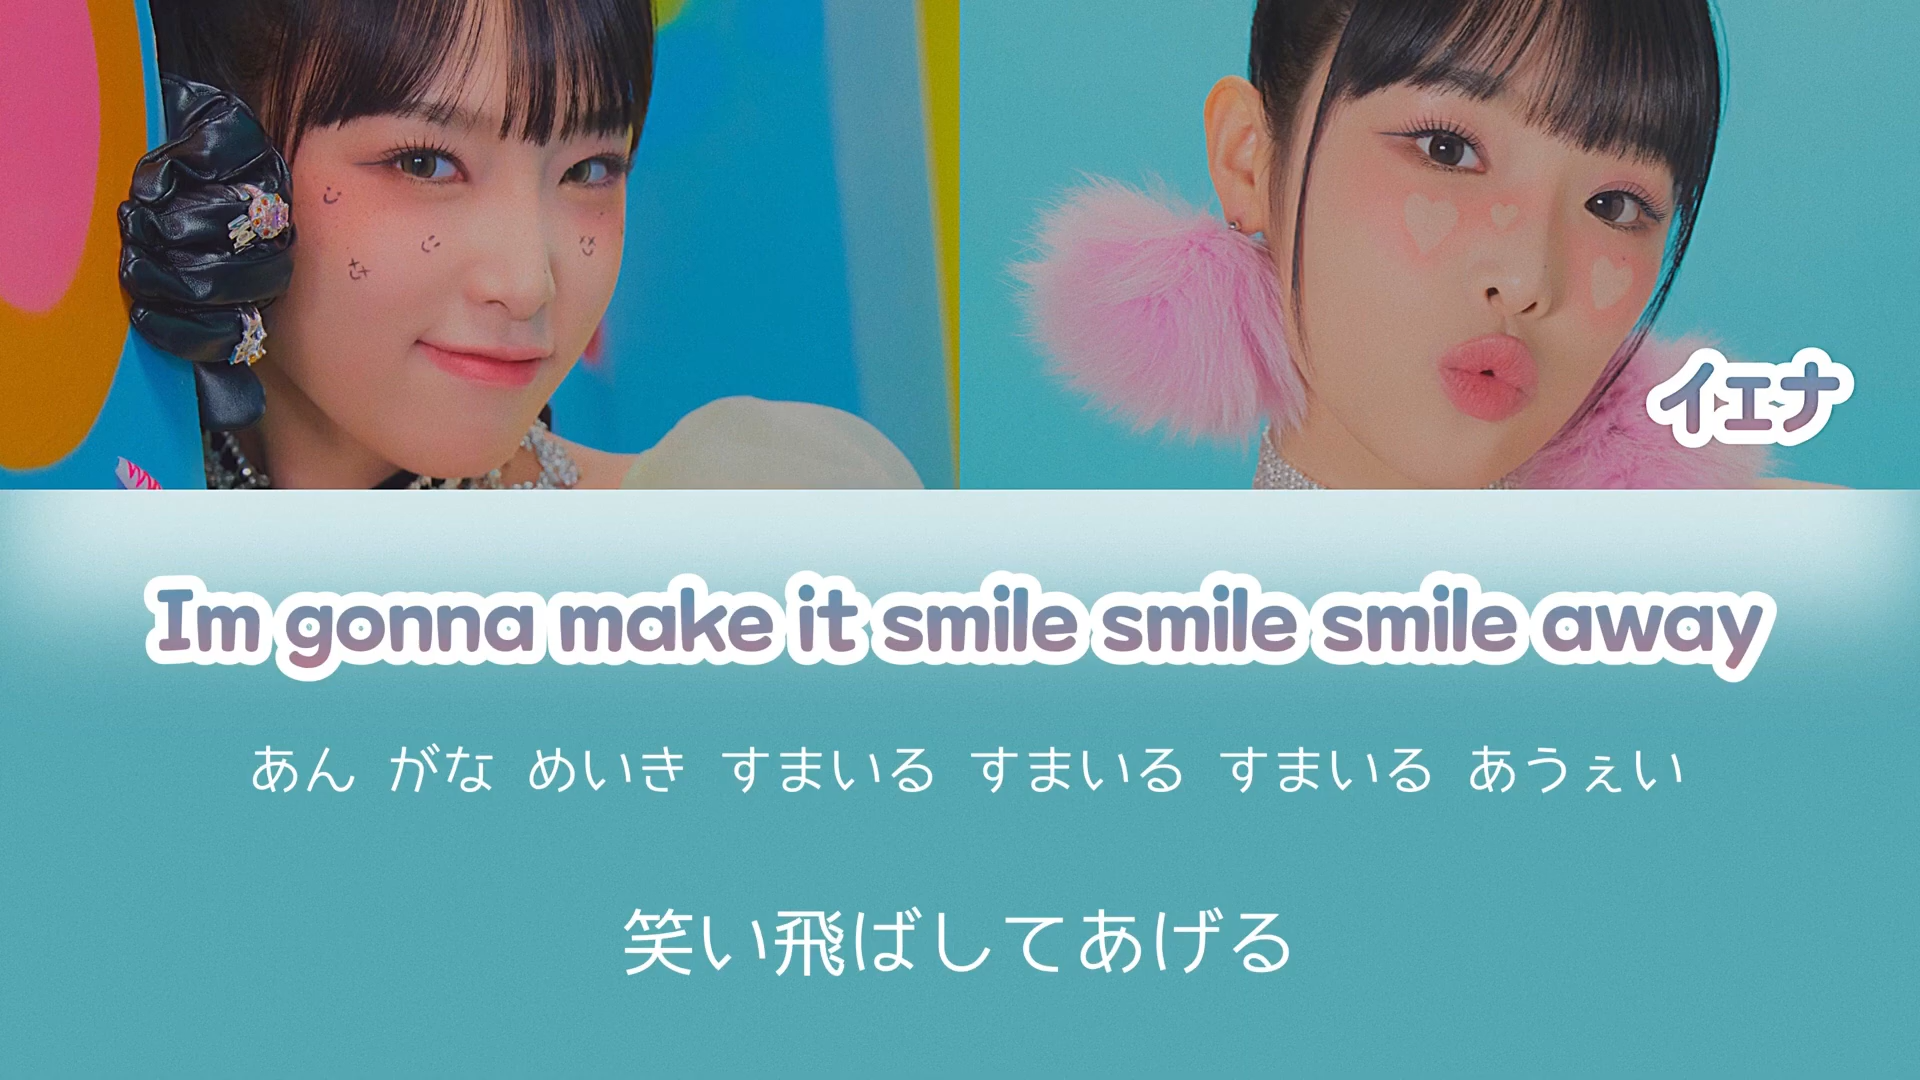 イエナ
Im gonna make it smile smile smile away
あん がな めいき すまいる すまいる すまいる あうぇい
笑い飛ばしてあげる